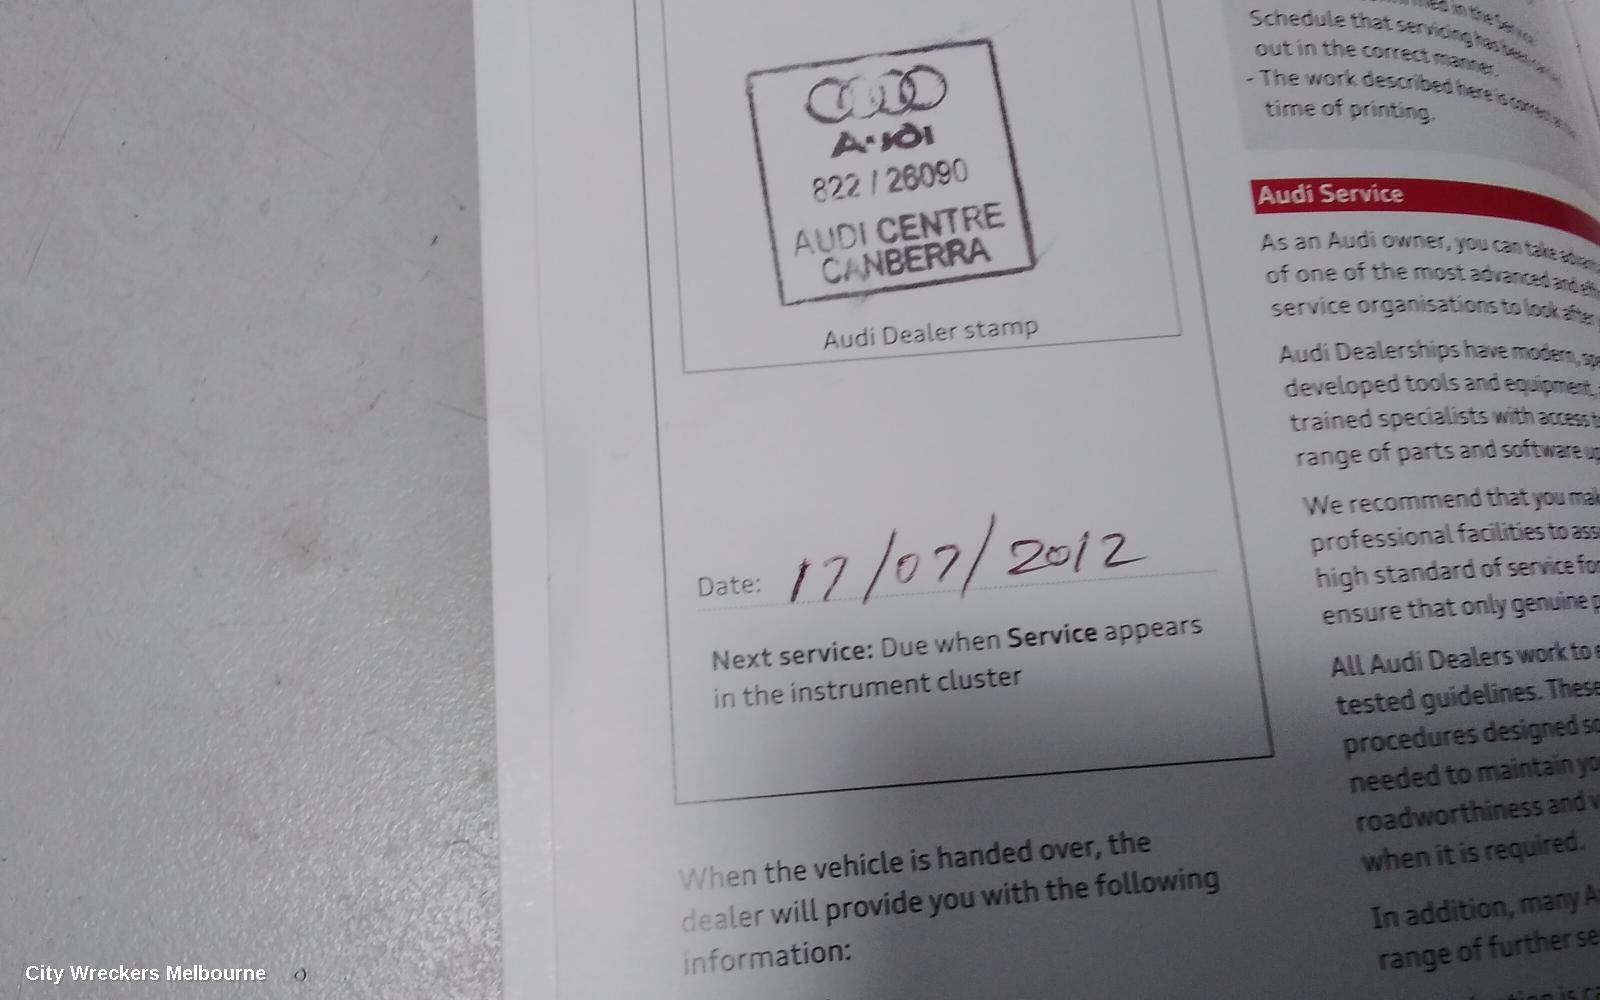 AUDI
822 / 26090
AUDI CENTRE
CANBERRA
Audi Dealer stamp
Date: 17/07/2012
Next service: Due when Service appears
in the instrument cluster
When the vehicle is handed over, the
dealer will provide you with the following
information:
in the Service
Schedule that servicing has been
out in the correct manner.
- The work described here is correct
time of printing.
Audi Service
As an Audi owner, you can take
of one of the most advanced and
service organisations to look after
Audi Dealerships have modern,
developed tools and equipment,
trained specialists with access
range of parts and software
We recommend that you
professional facilities to
high standard of service for
ensure that only genuine
All Audi Dealers work to
tested guidelines. These
procedures designed
needed to maintain
roadworthiness and
when it is required.
In addition, many
range of further
City Wreckers Melbourne